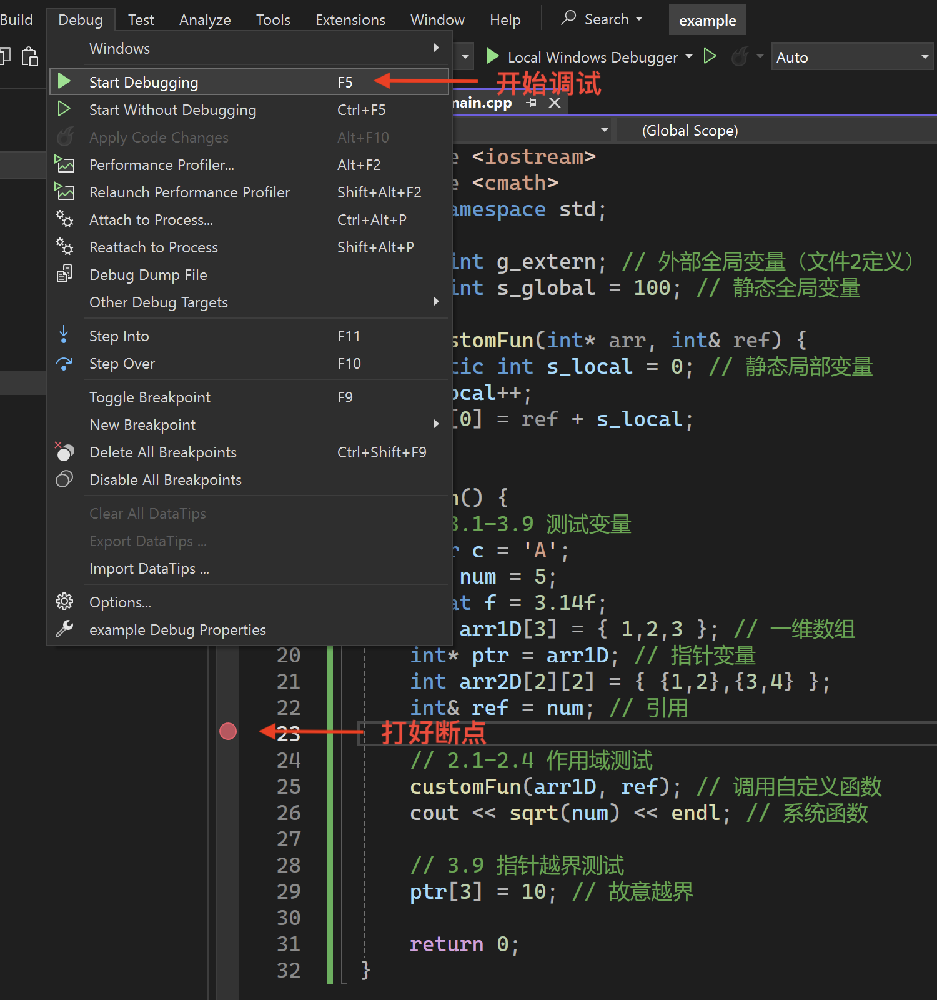 Build Debug Test Analyze Tools Extensions Window Help Search example
Local Windows Debugger Auto
Windows
Start Debugging F5
开始调试
Start Without Debugging Ctrl+F5
Apply Code Changes Alt+F10
Performance Profiler... Alt+F2
Relaunch Performance Profiler Shift+Alt+F2
Attach to Process... Ctrl+Alt+P
Reattach to Process Shift+Alt+P
Debug Dump File
Other Debug Targets
Step Into F11
Step Over F10
Toggle Breakpoint F9
New Breakpoint
Delete All Breakpoints Ctrl+Shift+F9
Disable All Breakpoints
Clear All DataTips
Export DataTips ...
Import DataTips ...
Options...
example Debug Properties
main.cpp
(Global Scope)
e <iostream>
e <cmath>
amespace std;
int g_extern; // 外部全局变量（文件2定义）
int s_global = 100; // 静态全局变量
stomFun(int* arr, int& ref) {
tic int s_local = 0; // 静态局部变量
ocal++;
[0] = ref + s_local;
n() {
3.1-3.9 测试变量
r c = 'A';
num = 5;
at f = 3.14f;
arr1D[3] = { 1,2,3 }; // 一维数组
20 int* ptr = arr1D; // 指针变量
21 int arr2D[2][2] = { {1,2},{3,4} };
22 int& ref = num; // 引用
23 打好断点
24 // 2.1-2.4 作用域测试
25 customFun(arr1D, ref); // 调用自定义函数
26 cout << sqrt(num) << endl; // 系统函数
27
28 // 3.9 指针越界测试
29 ptr[3] = 10; // 故意越界
30
31 return 0;
32 }